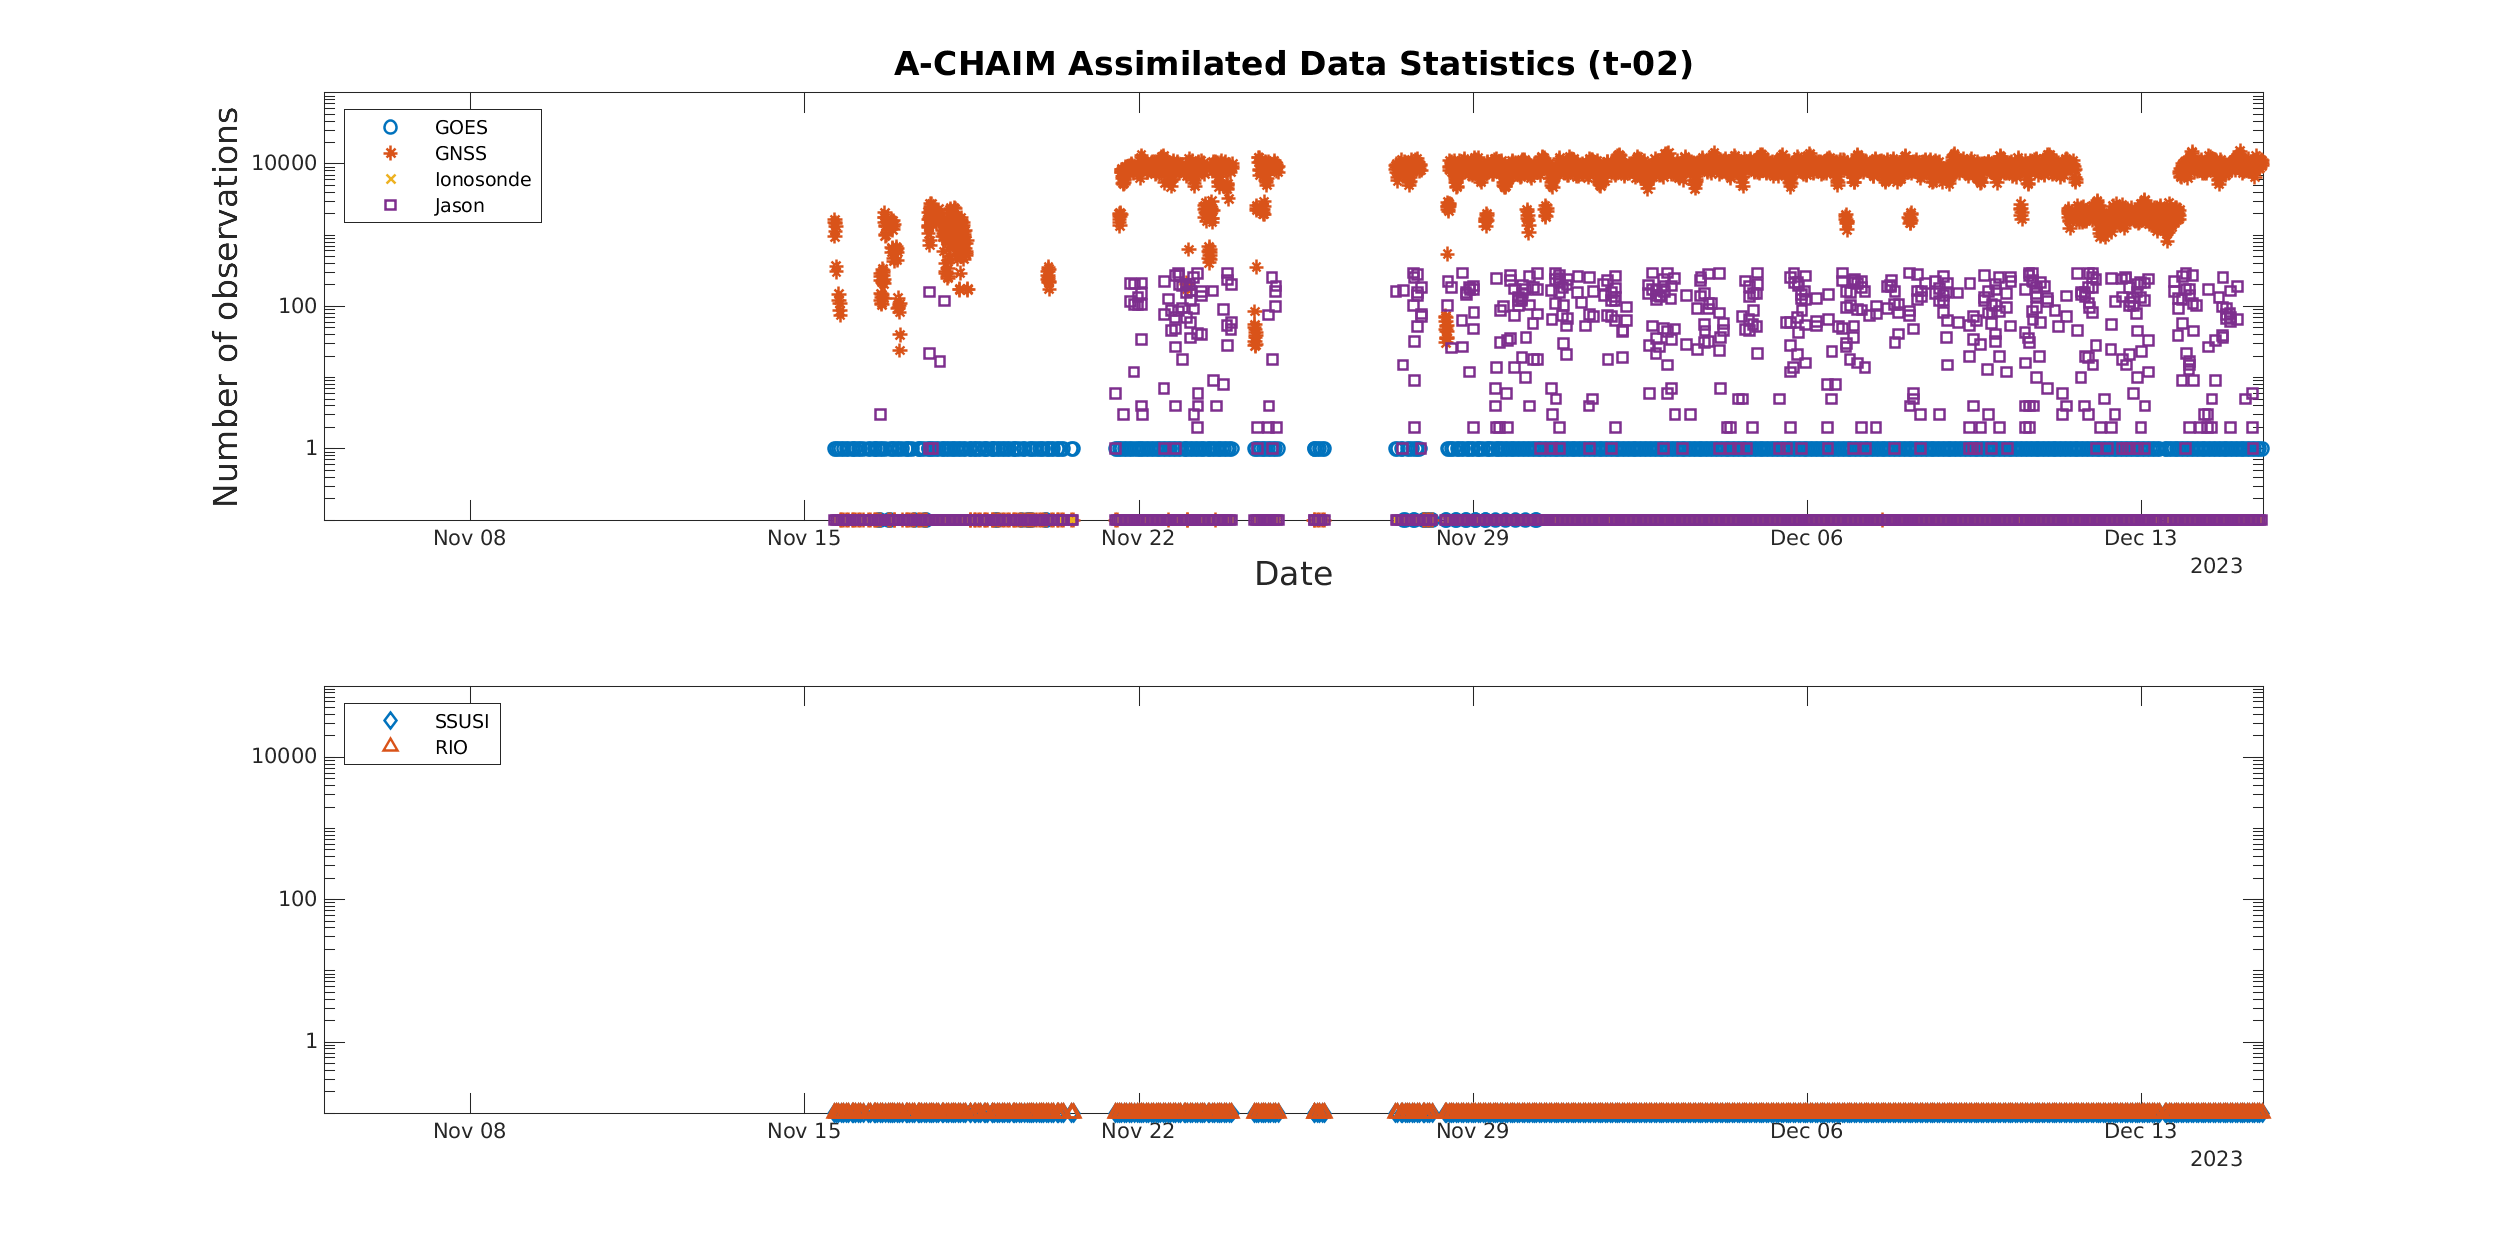 A-CHAIM Assimilated Data Statistics (t-02)
Number of observations
10000
100
1
GOES
GNSS
Ionosonde
Jason
Nov 08
Nov 15
Nov 22
Nov 29
Dec 06
Dec 13
2023
Date
10000
100
1
SSUSI
RIO
Nov 08
Nov 15
Nov 22
Nov 29
Dec 06
Dec 13
2023